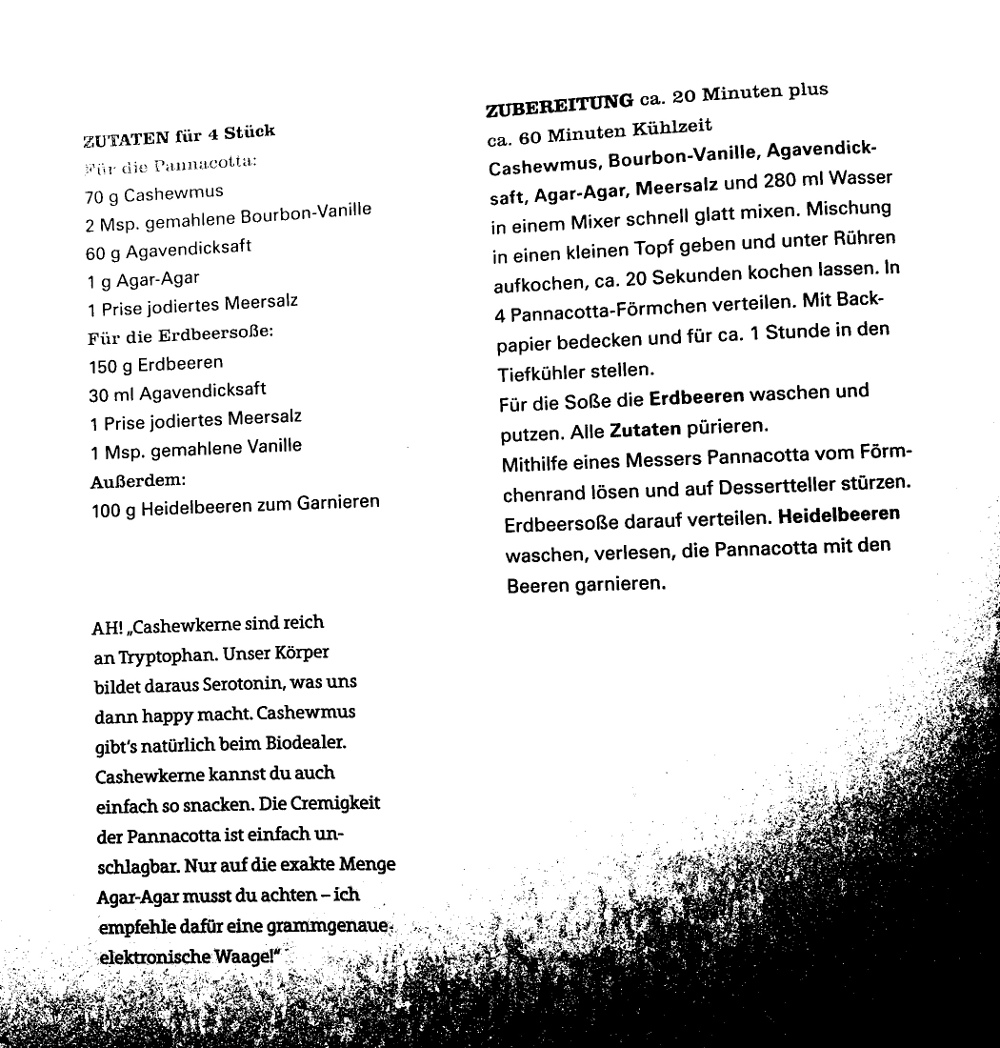 ZUTATEN für 4 Stück
Für die Pannacotta:
70 g Cashewmus
2 Msp. gemahlene Bourbon-Vanille
60 g Agavendicksaft
1 g Agar-Agar
1 Prise jodiertes Meersalz
Für die Erdbeersoße:
150 g Erdbeeren
30 ml Agavendicksaft
1 Prise jodiertes Meersalz
1 Msp. gemahlene Vanille
Außerdem:
100 g Heidelbeeren zum Garnieren
AH! „Cashewkerne sind reich
an Tryptophan. Unser Körper
bildet daraus Serotonin, was uns
dann happy macht. Cashewmus
gibt's natürlich beim Biodealer.
Cashewkerne kannst du auch
einfach so snacken. Die Cremigkeit
der Pannacotta ist einfach un-
schlagbar. Nur auf die exakte Menge
Agar-Agar musst du achten – ich
empfehle dafür eine grammgenaue
elektronische Waage!“
ZUBEREITUNG ca. 20 Minuten plus
ca. 60 Minuten Kühlzeit
Cashewmus, Bourbon-Vanille, Agavendick-
saft, Agar-Agar, Meersalz und 280 ml Wasser
in einem Mixer schnell glatt mixen. Mischung
in einen kleinen Topf geben und unter Rühren
aufkochen, ca. 20 Sekunden kochen lassen. In
4 Pannacotta-Förmchen verteilen. Mit Back-
papier bedecken und für ca. 1 Stunde in den
Tiefkühler stellen.
Für die Soße die Erdbeeren waschen und
putzen. Alle Zutaten pürieren.
Mithilfe eines Messers Pannacotta vom Förm-
chenrand lösen und auf Dessertteller stürzen.
Erdbeersoße darauf verteilen. Heidelbeeren
waschen, verlesen, die Pannacotta mit den
Beeren garnieren.